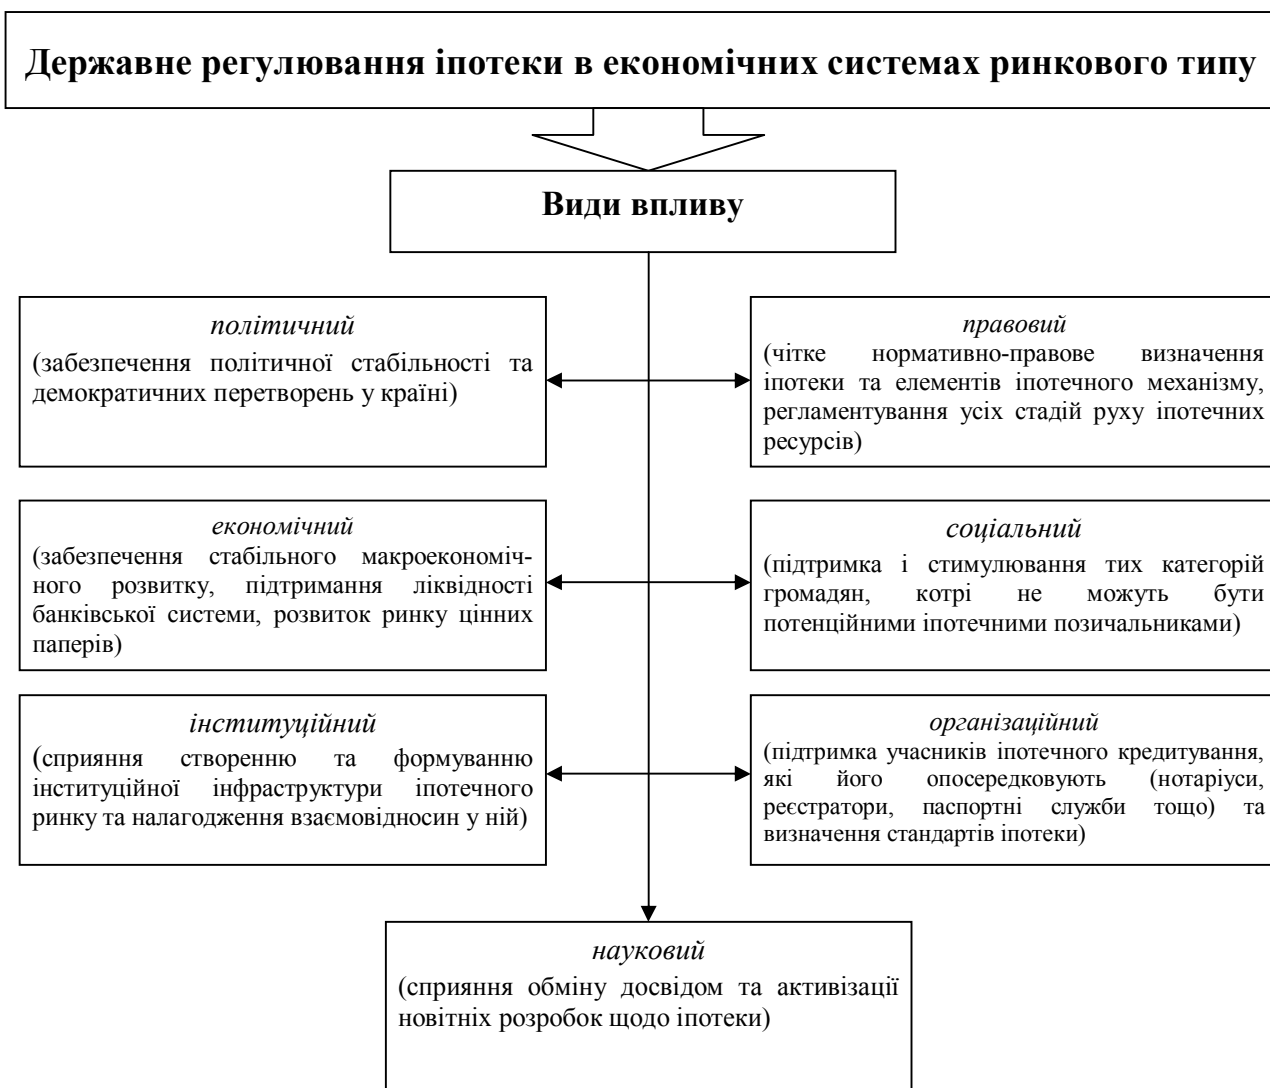 Державне регулювання іпотеки в економічних системах ринкового типу
Види впливу
політичний
(забезпечення політичної стабільності та
демократичних перетворень у країні)
правовий
(чітке нормативно-правове визначення
іпотеки та елементів іпотечного механізму,
регламентування усіх стадій руху іпотечних
ресурсів)
економічний
(забезпечення стабільного макроекономіч-
ного розвитку, підтримання ліквідності
банківської системи, розвиток ринку цінних
паперів)
соціальний
(підтримка і стимулювання тих категорій
громадян, котрі не можуть бути
потенційними іпотечними позичальниками)
інституційний
(сприяння створенню та формуванню
інституційної інфраструктури іпотечного
ринку та налагодження взаємовідносин у ній)
організаційний
(підтримка учасників іпотечного кредитування,
які його опосередковують (нотаріуси,
реєстратори, паспортні служби тощо) та
визначення стандартів іпотеки)
науковий
(сприяння обміну досвідом та активізації
новітніх розробок щодо іпотеки)